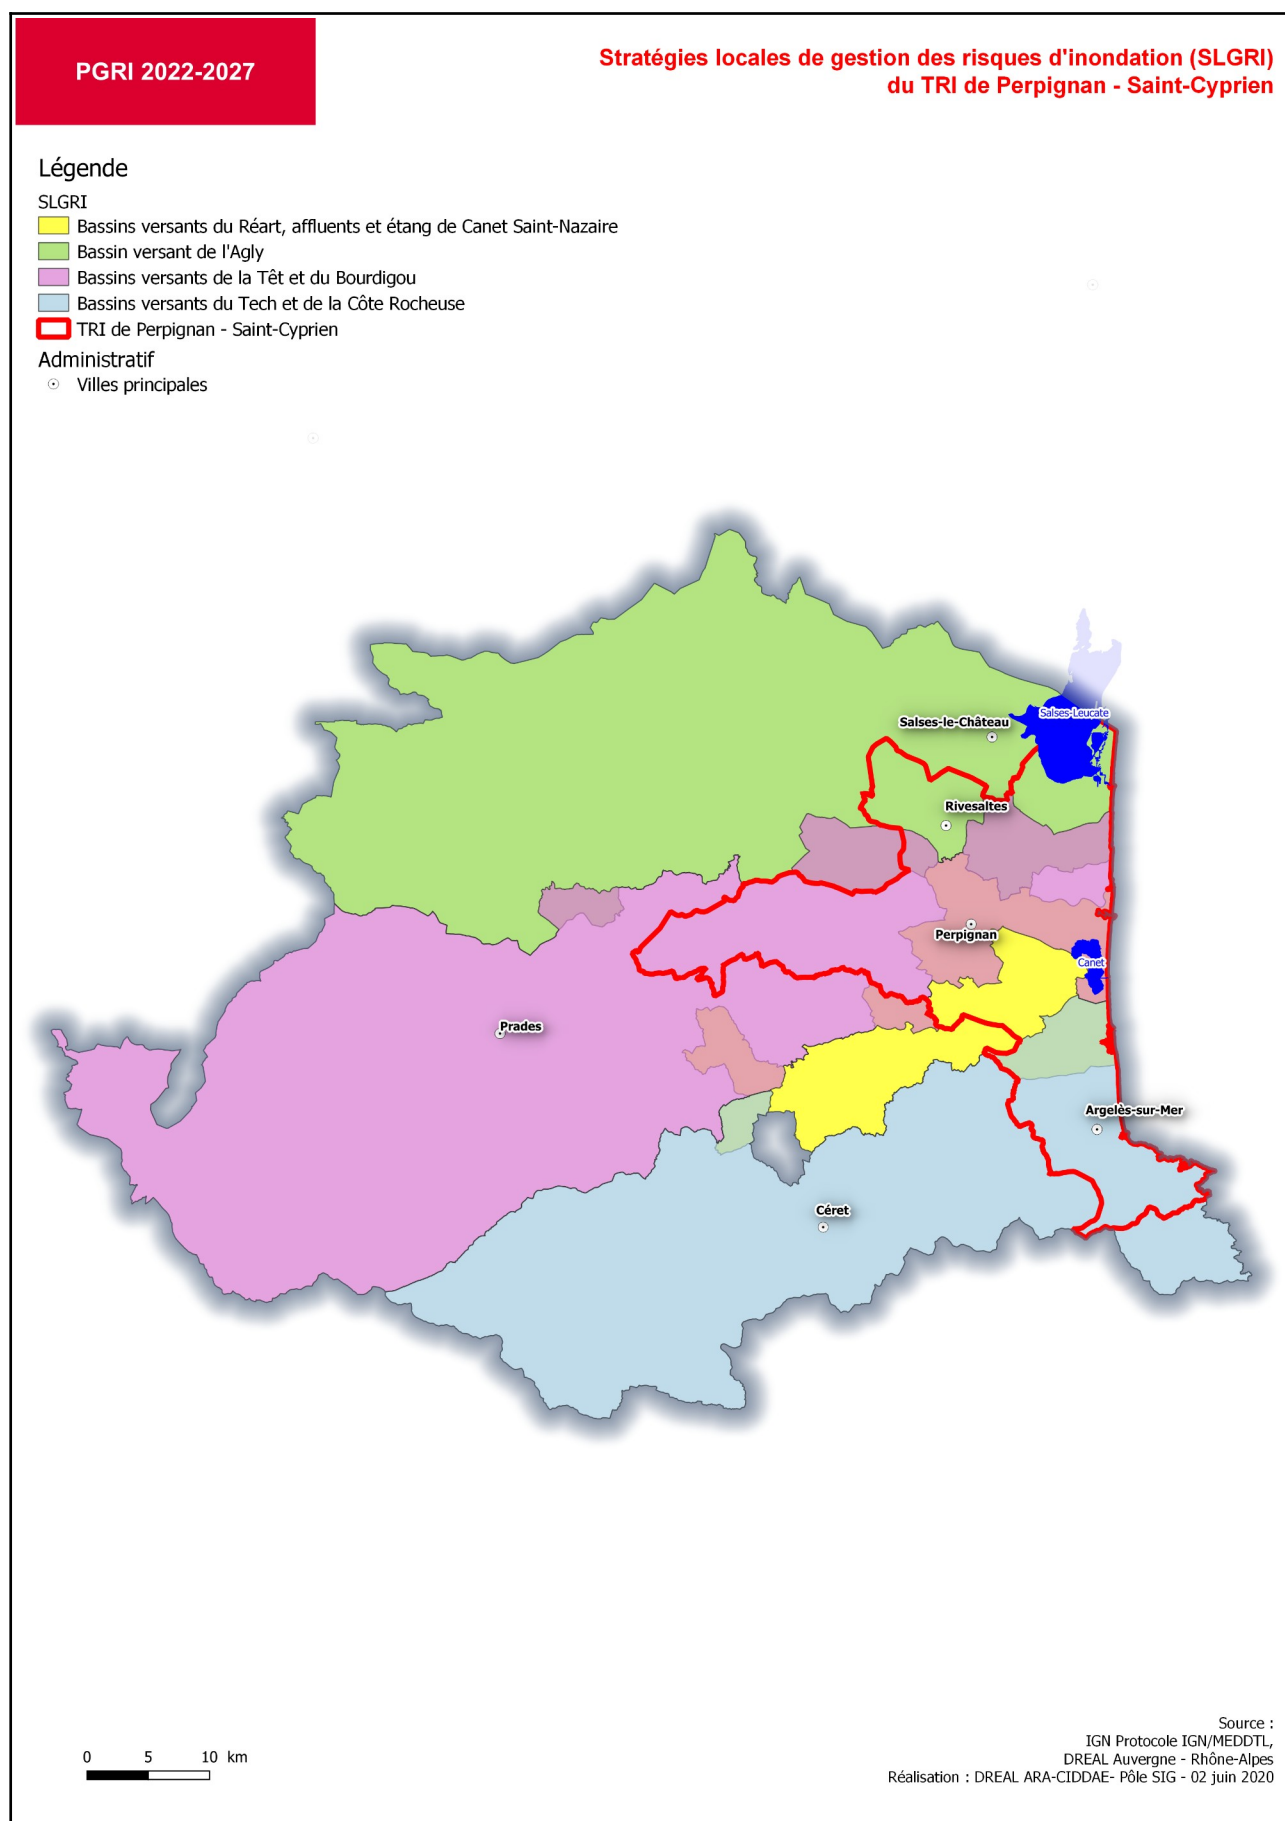 PGRI 2022-2027
Stratégies locales de gestion des risques d'inondation (SLGRI)
du TRI de Perpignan - Saint-Cyprien
Légende
SLGRI
Bassins versants du Réart, affluents et étang de Canet Saint-Nazaire
Bassin versant de l'Agly
Bassins versants de la Têt et du Bourdigou
Bassins versants du Tech et de la Côte Rocheuse
TRI de Perpignan - Saint-Cyprien
Administratif
Villes principales
Salses-Leucate
Salses-le-Château
Rivesaltes
Perpignan
Canet
Prades
Argelès-sur-Mer
Céret
Source :
IGN Protocole IGN/MEDDTL,
DREAL Auvergne - Rhône-Alpes
Réalisation : DREAL ARA-CIDDAE- Pôle SIG - 02 juin 2020
0 5 10 km